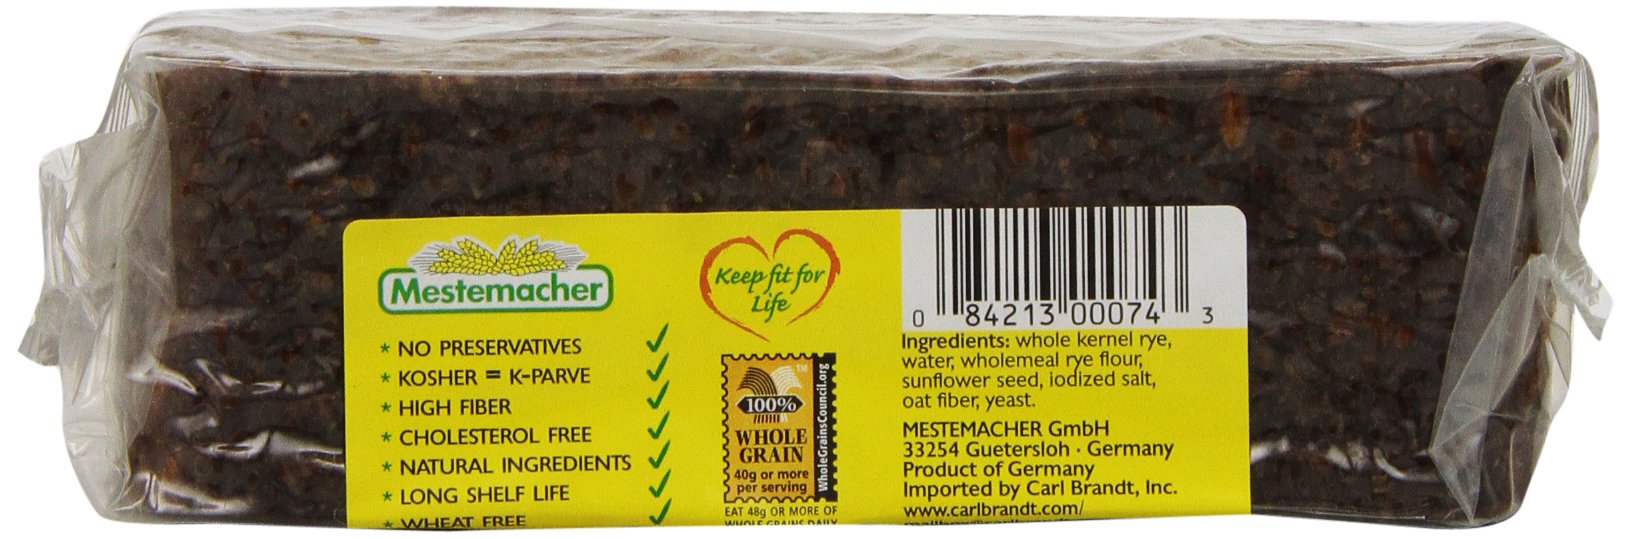 Mestemacher
* NO PRESERVATIVES
* KOSHER = K-PARVE
* HIGH FIBER
* CHOLESTEROL FREE
* NATURAL INGREDIENTS
* LONG SHELF LIFE
* WHEAT FREE
Keep fit for
Life
TM
100%
WHOLE
GRAIN
40g or more
per serving
WholeGrainsCouncil.org
EAT 48g OR MORE OF
WHOLE GRAINS DAILY
0 84213 00074 3
Ingredients: whole kernel rye,
water, wholemeal rye flour,
sunflower seed, iodized salt,
oat fiber, yeast.
MESTEMACHER GmbH
33254 Guetersloh · Germany
Product of Germany
Imported by Carl Brandt, Inc.
www.carlbrandt.com/